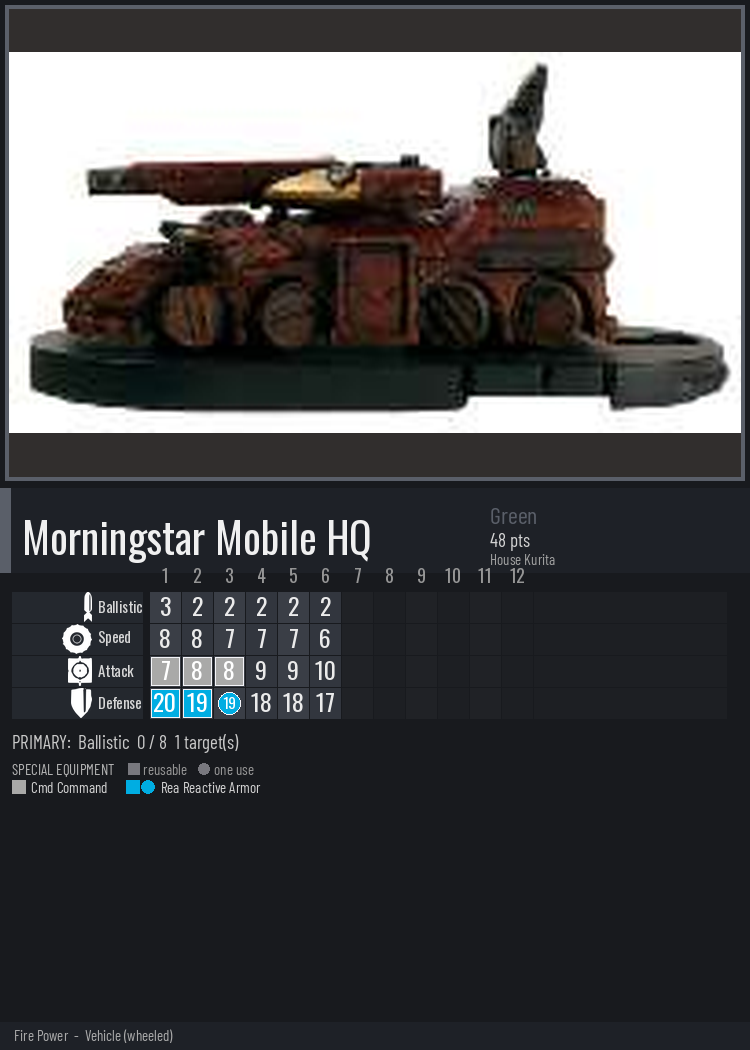 Morningstar Mobile HQ
Green
48 pts
House Kurita
1 2 3 4 5 6 7 8 9 10 11 12
Ballistic 3 2 2 2 2 2
Speed 8 8 7 7 7 6
Attack 7 8 8 9 9 10
Defense 20 19 19 18 18 17
PRIMARY: Ballistic 0 / 8 1 target(s)
SPECIAL EQUIPMENT reusable one use
Cmd Command Rea Reactive Armor
Fire Power - Vehicle (wheeled)